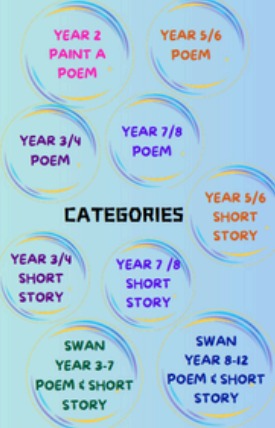 YEAR 2
PAINT A
POEM
YEAR 5/6
POEM
YEAR 3/4
POEM
YEAR 7/8
POEM
YEAR 5/6
SHORT
STORY
CATEGORIES
YEAR 3/4
SHORT
STORY
YEAR 7 /8
SHORT
STORY
SWAN
YEAR 3-7
POEM & SHORT
STORY
SWAN
YEAR 8-12
POEM & SHORT
STORY